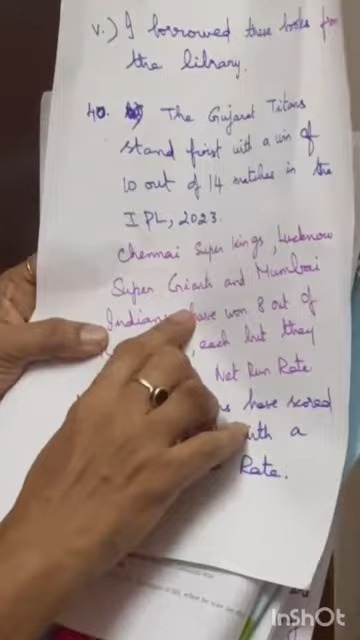 v.) I borrowed these books from
the library.
40. b) The Gujarat Titans
stand first with a win of
10 out of 14 matches in the
IPL, 2023.
Chennai Super Kings, Lucknow
Super Giants and Mumbai
Indians have won 8 out of
, each but they
Net Run Rate
have scored
with a
Rate.
InShOt